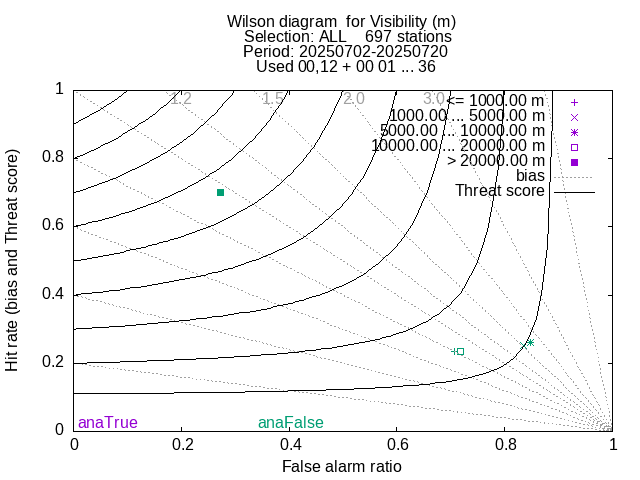 Wilson diagram  for Visibility (m)
Selection: ALL    697 stations
Period: 20250702-20250720
Used 00,12 + 00 01 ... 36
1.2 1.5 2.0 3.0
<= 1000.00 m
1000.00 ... 5000.00 m
5000.00 ... 10000.00 m
10000.00 ... 20000.00 m
> 20000.00 m
bias
Threat score
1
0.8
0.6
0.4
0.2
0
Hit rate (bias and Threat score)
anaTrue anaFalse
0 0.2 0.4 0.6 0.8 1
False alarm ratio